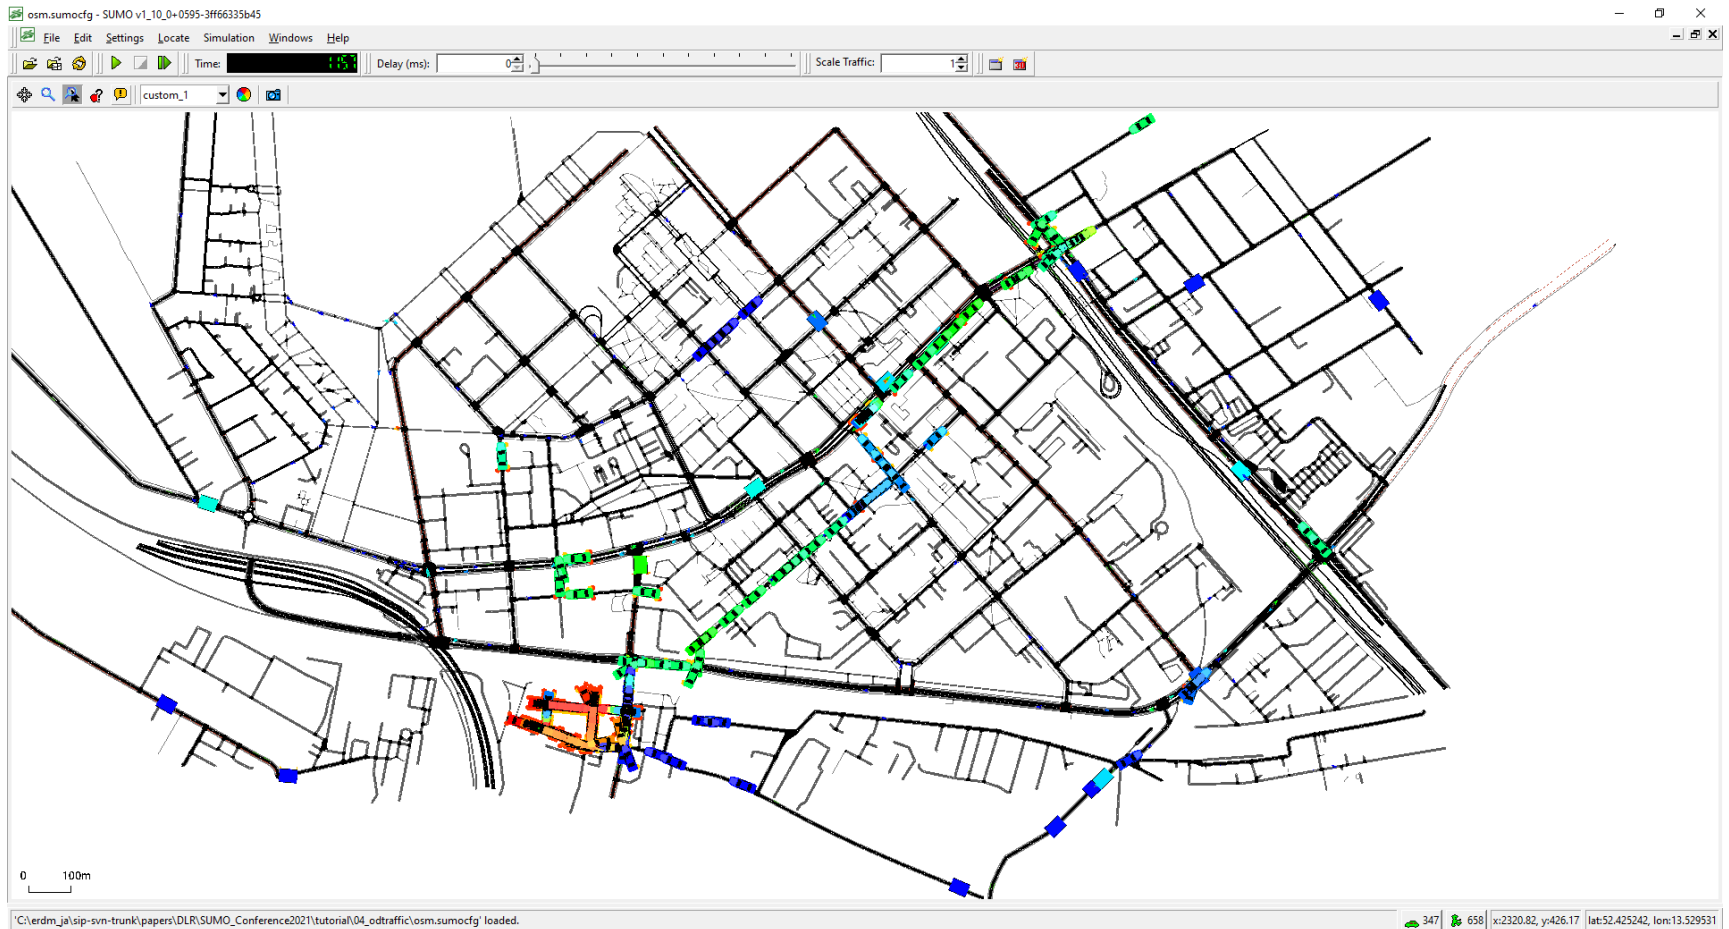 osm.sumocfg - SUMO v1_10_0+0595-3ff66335b45
File Edit Settings Locate Simulation Windows Help
Time: 1157 Delay (ms): 0 Scale Traffic: 1
custom_1
0 100m
'C:\erdm_ja\sip-svn-trunk\papers\DLR\SUMO_Conference2021\tutorial\04_odtraffic\osm.sumocfg' loaded. 347 658 x:2320.82, y:426.17 lat:52.425242, lon:13.529531